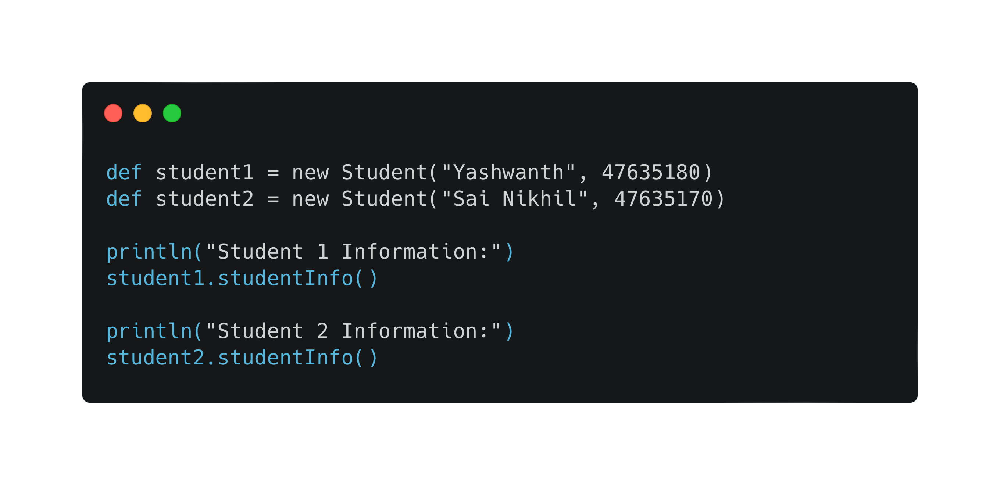 def student1 = new Student("Yashwanth", 47635180)
def student2 = new Student("Sai Nikhil", 47635170)
println("Student 1 Information:")
student1.studentInfo()
println("Student 2 Information:")
student2.studentInfo()